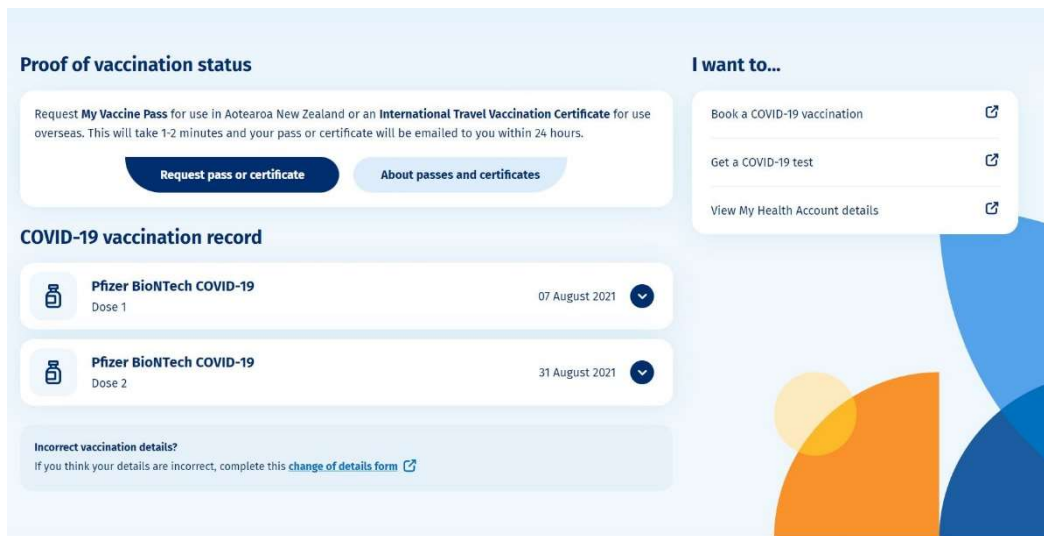 Proof of vaccination status
Request My Vaccine Pass for use in Aotearoa New Zealand or an International Travel Vaccination Certificate for use
overseas. This will take 1-2 minutes and your pass or certificate will be emailed to you within 24 hours.
Request pass or certificate
About passes and certificates
COVID-19 vaccination record
Pfizer BioNTech COVID-19
Dose 1
07 August 2021
Pfizer BioNTech COVID-19
Dose 2
31 August 2021
Incorrect vaccination details?
If you think your details are incorrect, complete this change of details form
I want to...
Book a COVID-19 vaccination
Get a COVID-19 test
View My Health Account details